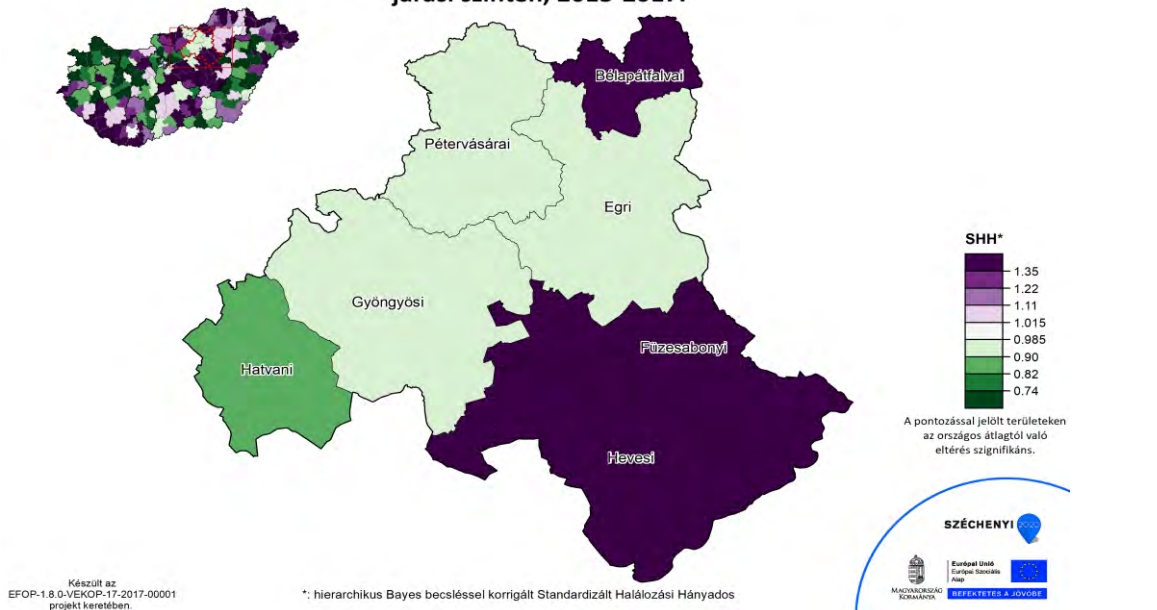 járási szinten, 2015-2017.
Bélapátfalvai
Pétervásárai
Egri
Gyöngyösi
Hatvani
Füzesabonyi
Hevesi
SHH*
1.35
1.22
1.11
1.015
0.985
0.90
0.82
0.74
A pontozással jelölt területeken
az országos átlagtól való
eltérés szignifikáns.
SZÉCHENYI 2020
MAGYARORSZÁG
KORMÁNYA
Európai Unió
Európai Szociális
Alap
BEFEKTETÉS A JÖVŐBE
Készült az
EFOP-1.8.0-VEKOP-17-2017-00001
projekt keretében.
*: hierarchikus Bayes becsléssel korrigált Standardizált Halálozási Hányados